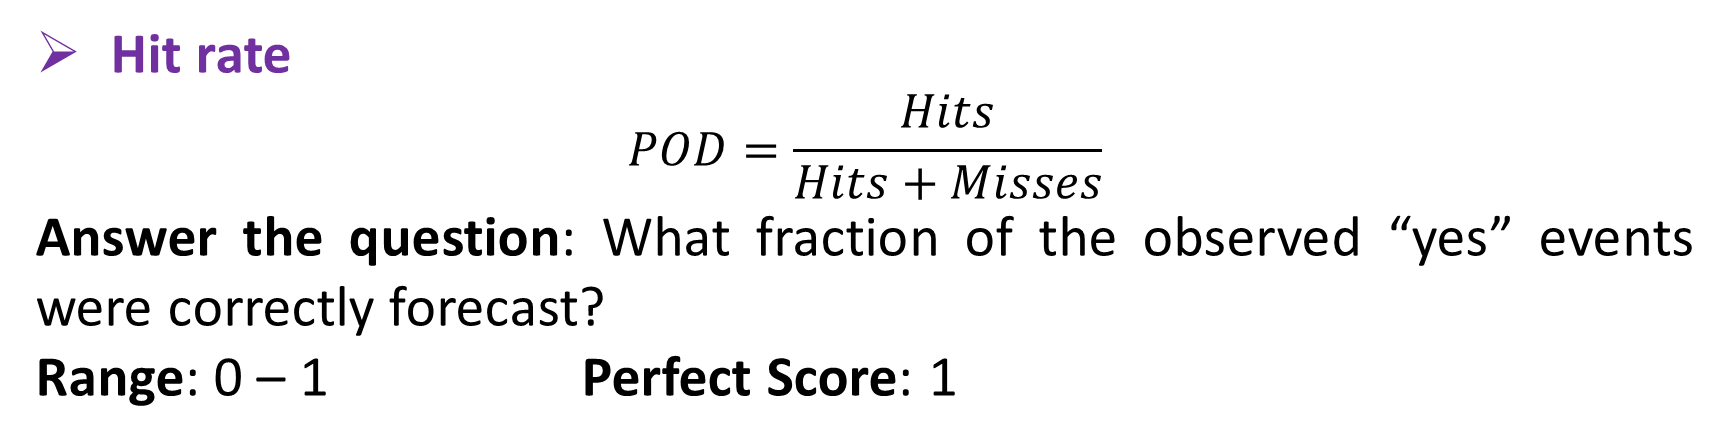 ➢ Hit rate
POD = Hits / (Hits + Misses)
Answer the question: What fraction of the observed “yes” events
were correctly forecast?
Range: 0 – 1 Perfect Score: 1